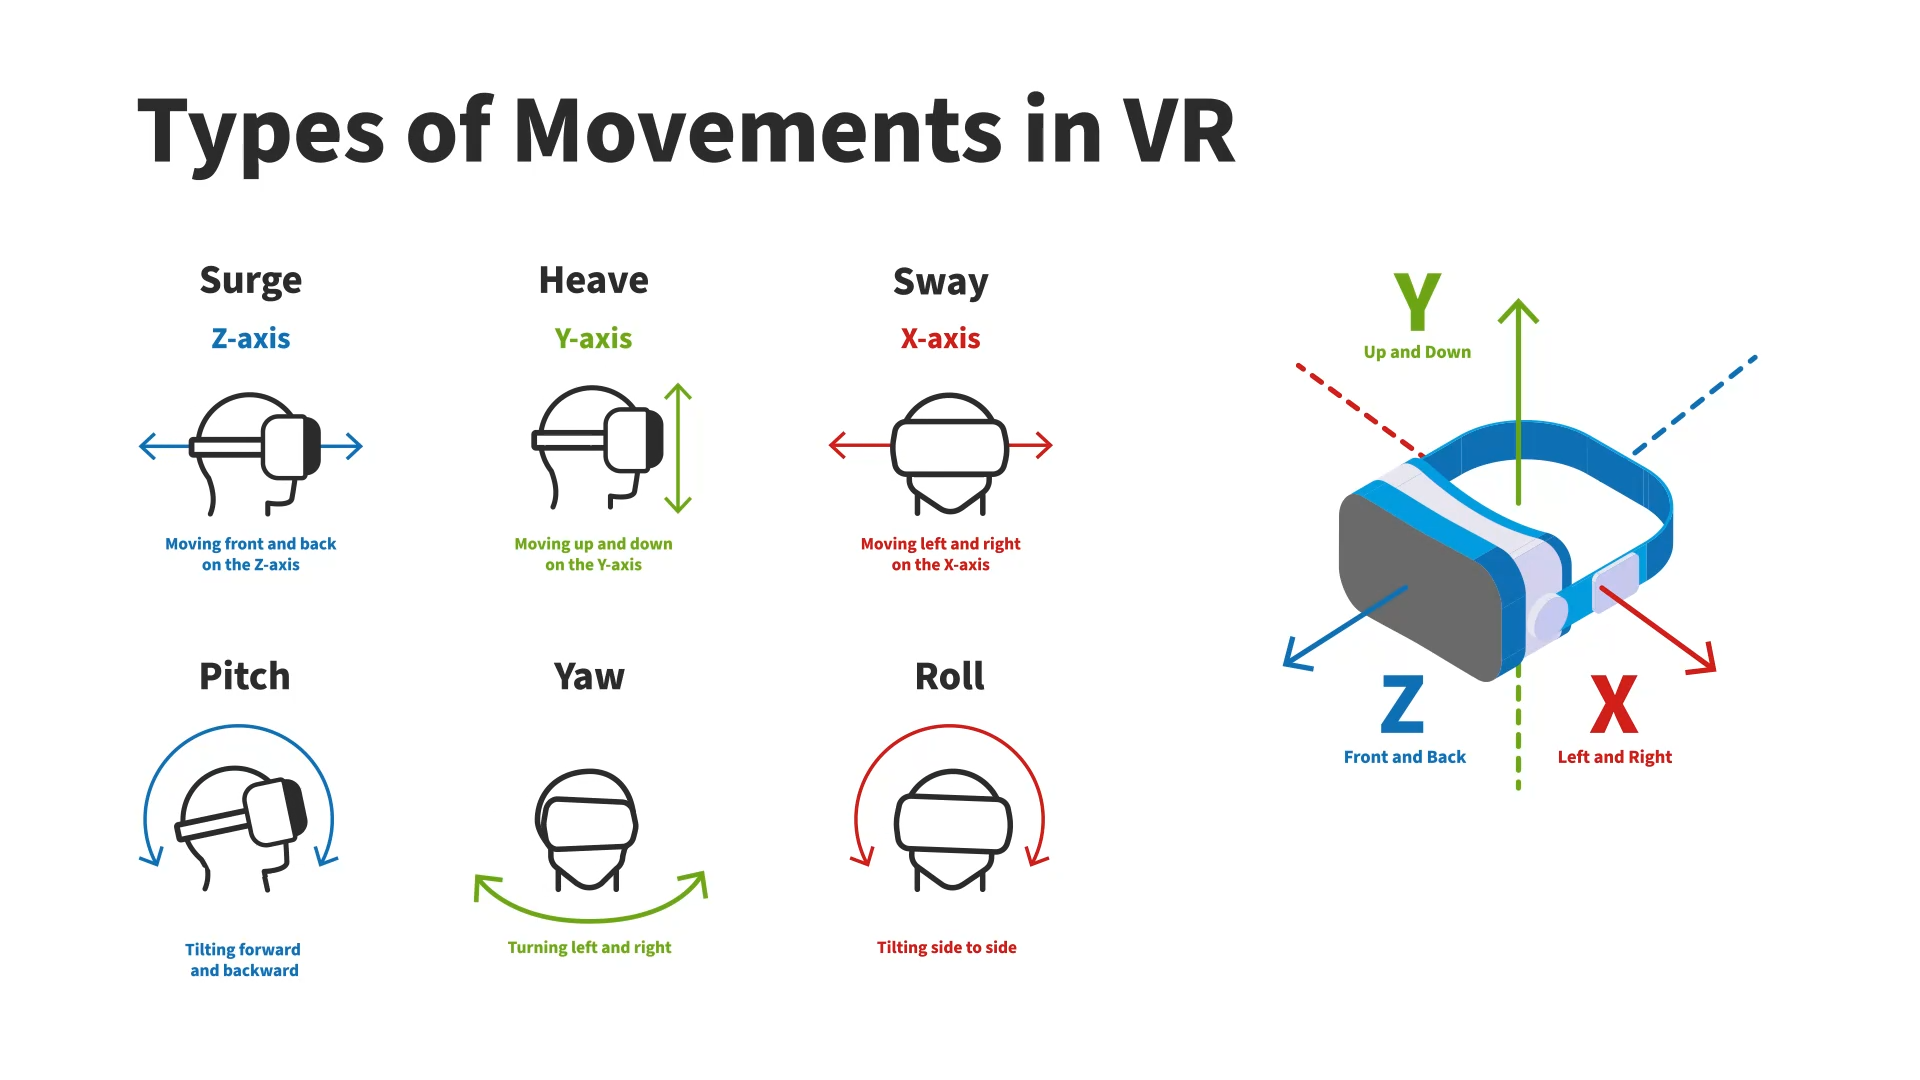 Types of Movements in VR
Surge
Z-axis
Moving front and back
on the Z-axis
Heave
Y-axis
Moving up and down
on the Y-axis
Sway
X-axis
Moving left and right
on the X-axis
Pitch
Tilting forward
and backward
Yaw
Turning left and right
Roll
Tilting side to side
Y
Up and Down
Z
Front and Back
X
Left and Right